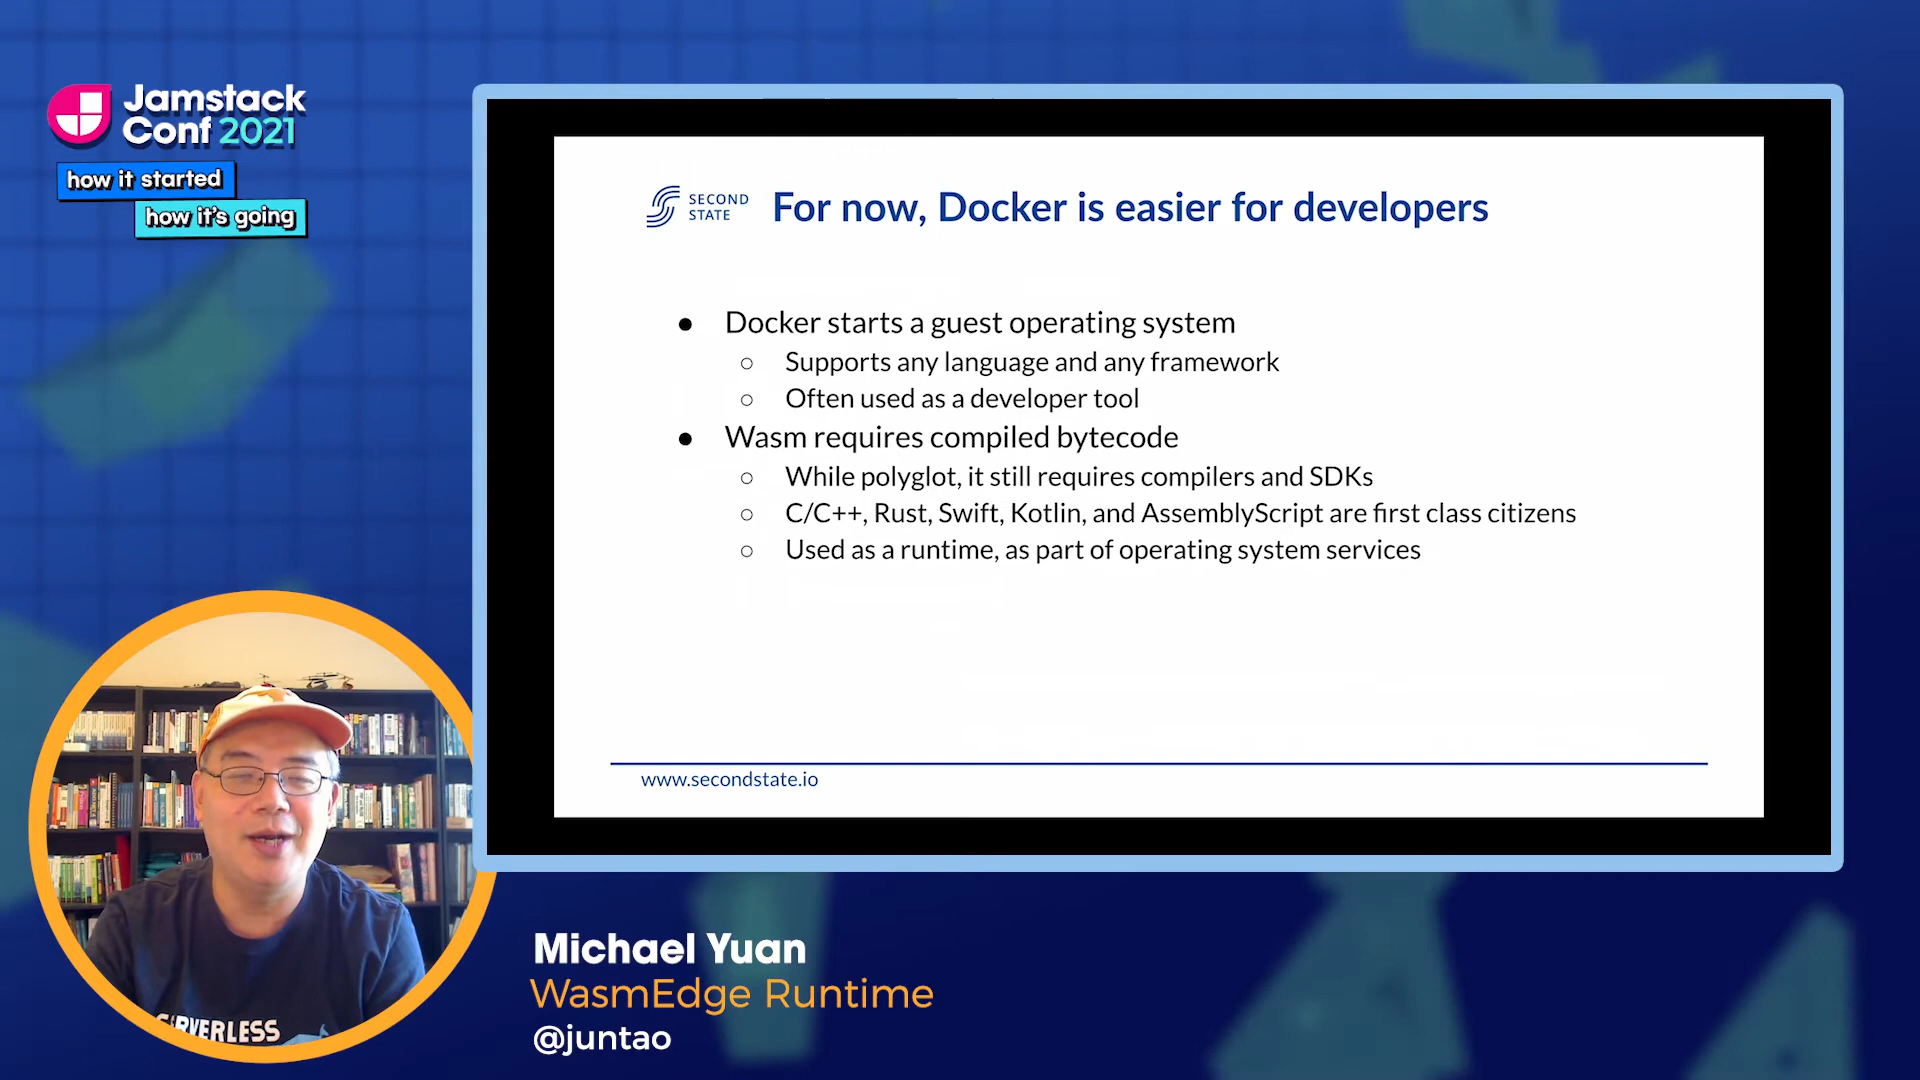 Jamstack
Conf 2021
how it started
how it's going
SECOND
STATE
For now, Docker is easier for developers
● Docker starts a guest operating system
○ Supports any language and any framework
○ Often used as a developer tool
● Wasm requires compiled bytecode
○ While polyglot, it still requires compilers and SDKs
○ C/C++, Rust, Swift, Kotlin, and AssemblyScript are first class citizens
○ Used as a runtime, as part of operating system services
www.secondstate.io
SERVERLESS
Michael Yuan
WasmEdge Runtime
@juntao